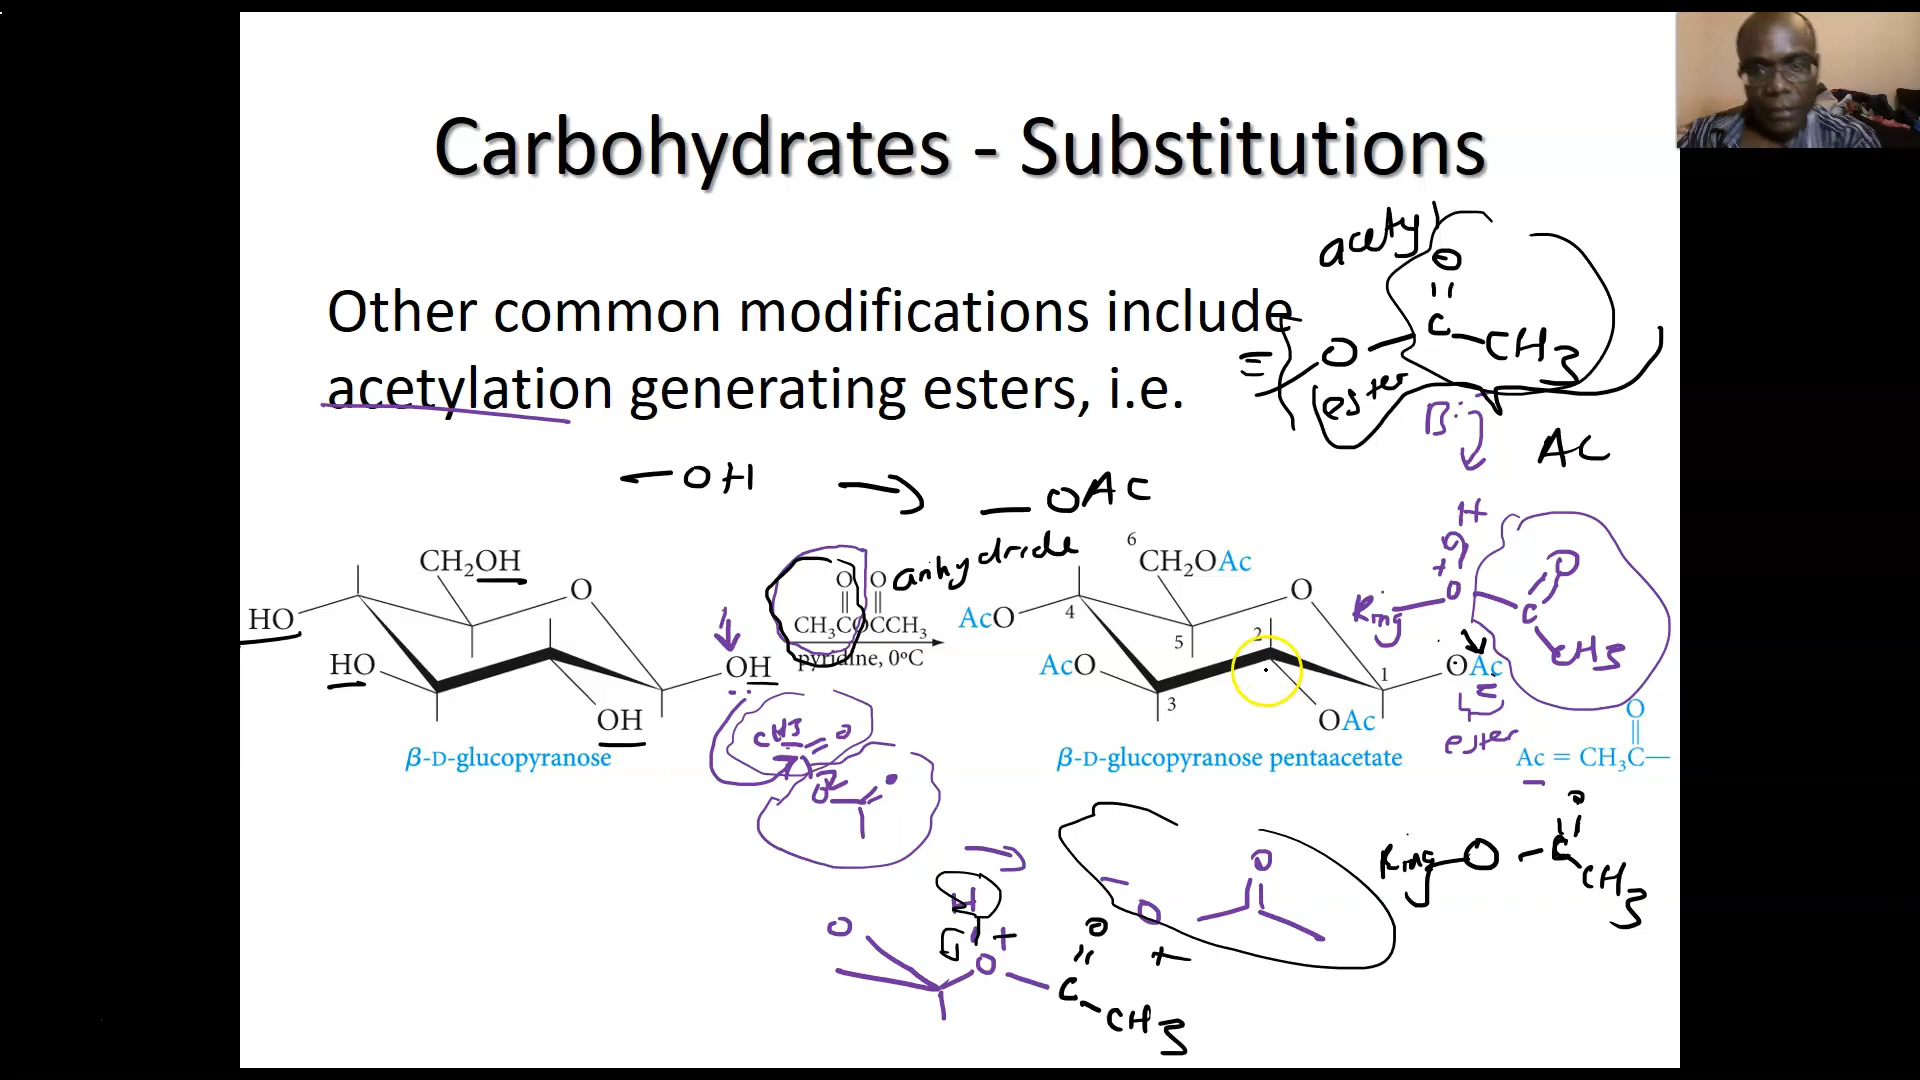 Carbohydrates - Substitutions
acety
O
C
CH3
O
Other common modifications include
acetylation generating esters, i.e.
ester
B:
AC
OH
OAC
anhydride
H
+
O
O
Ring
C
CH3
CH₂OH
O
HO
HO
OH
OH
β-D-glucopyranose
O O
CH₃COCCH₃
pyridine, 0°C
6
CH₂OAc
O
AcO
4
5
2
AcO
1
OAc
3
OAc
β-D-glucopyranose pentaacetate
ester
O
Ac = CH₃C—
CH3
O
O
O
H
+
O
O
C
CH3
+
O
O
Ring O C
O
CH3